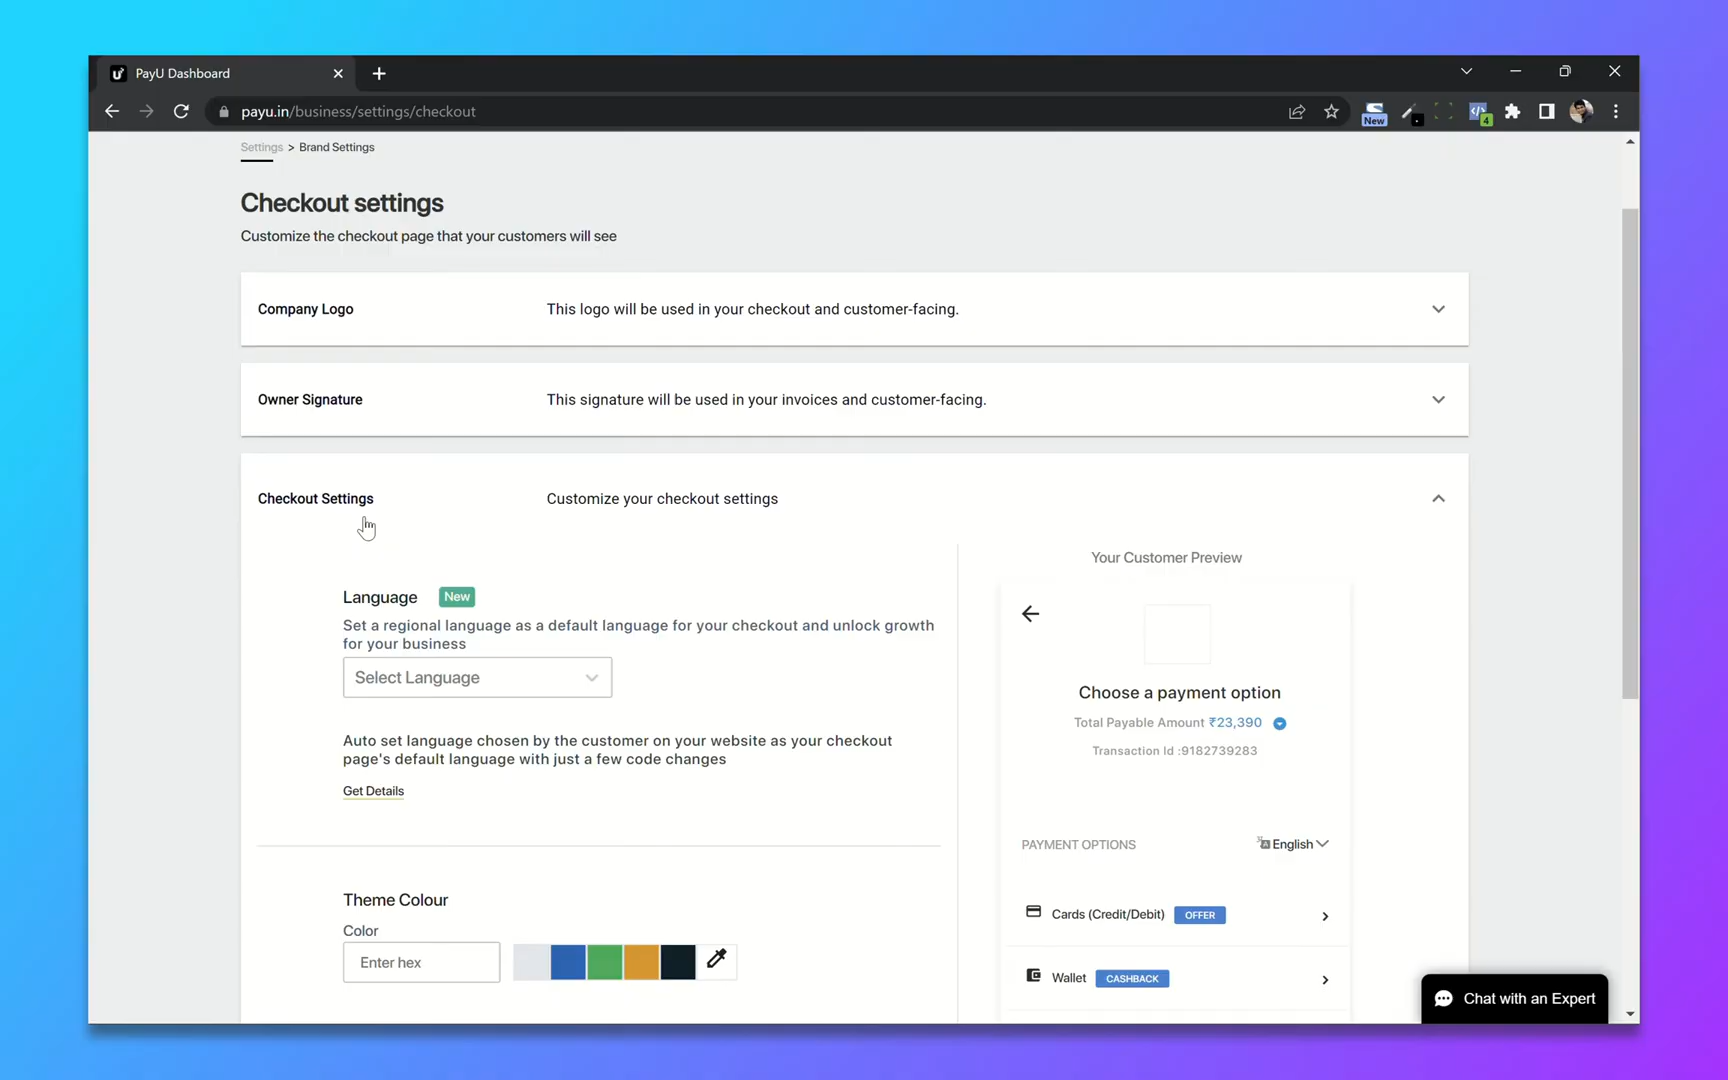 PayU Dashboard
payu.in/business/settings/checkout
New
4
Settings > Brand Settings
Checkout settings
Customize the checkout page that your customers will see
Company Logo
This logo will be used in your checkout and customer-facing.
Owner Signature
This signature will be used in your invoices and customer-facing.
Checkout Settings
Customize your checkout settings
Language
New
Set a regional language as a default language for your checkout and unlock growth
for your business
Select Language
Auto set language chosen by the customer on your website as your checkout
page's default language with just a few code changes
Get Details
Theme Colour
Color
Enter hex
Your Customer Preview
Choose a payment option
Total Payable Amount ₹23,390
Transaction Id :9182739283
PAYMENT OPTIONS
English
Cards (Credit/Debit)
OFFER
Wallet
CASHBACK
Chat with an Expert